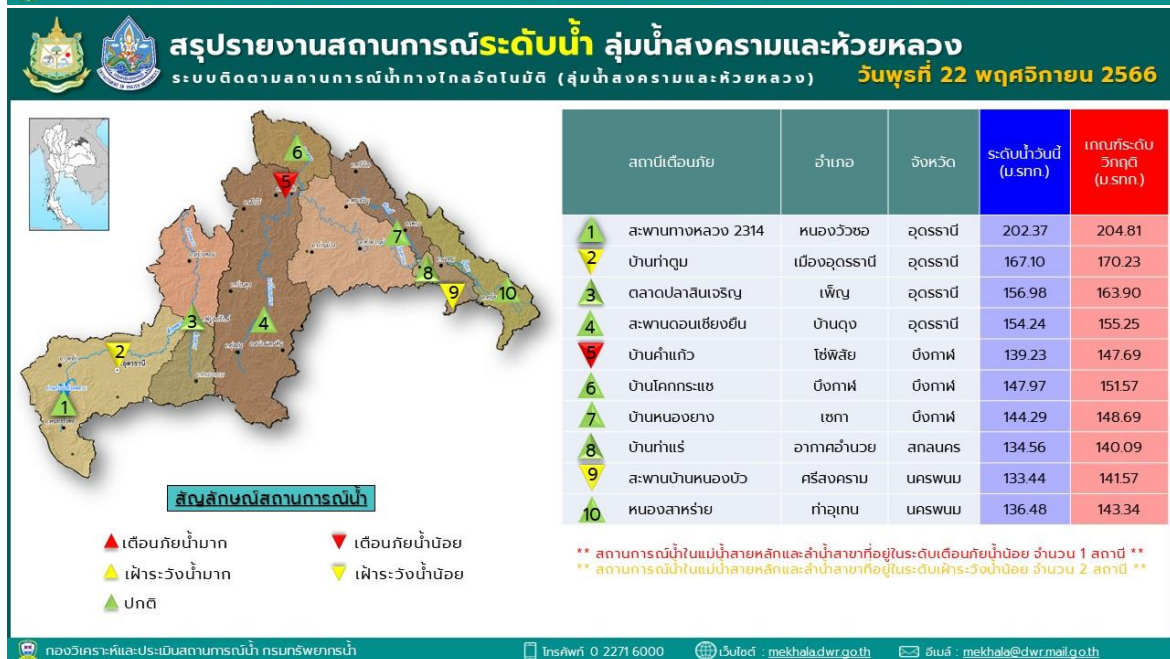 สรุปรายงานสถานการณ์ระดับน้ำ ลุ่มน้ำสงครามและห้วยหลวง
ระบบติดตามสถานการณ์น้ำทางไกลอัตโนมัติ (ลุ่มน้ำสงครามและห้วยหลวง) วันพุธที่ 22 พฤศจิกายน 2566
6
5
7
8
9
10
3
4
2
อุดรธานี
1
สถานีเตือนภัย อำเภอ จังหวัด ระดับน้ำวันนี้ (ม.รทก.) เกณฑ์ระดับวิกฤติ (ม.รทก.)
1 สะพานทางหลวง 2314 หนองวัวซอ อุดรธานี 202.37 204.81
2 บ้านท่าตูม เมืองอุดรธานี อุดรธานี 167.10 170.23
3 ตลาดปลาสินเจริญ เพ็ญ อุดรธานี 156.98 163.90
4 สะพานดอนเชียงยืน บ้านดุง อุดรธานี 154.24 155.25
5 บ้านคำแก้ว โซ่พิสัย บึงกาฬ 139.23 147.69
6 บ้านโคกกระแซ บึงกาฬ บึงกาฬ 147.97 151.57
7 บ้านหนองยาง เซกา บึงกาฬ 144.29 148.69
8 บ้านท่าแร่ อากาศอำนวย สกลนคร 134.56 140.09
9 สะพานบ้านหนองบัว ศรีสงคราม นครพนม 133.44 141.57
10 หนองสาหร่าย ท่าอุเทน นครพนม 136.48 143.34
สัญลักษณ์สถานการณ์น้ำ
เตือนภัยน้ำมาก เตือนภัยน้ำน้อย
เฝ้าระวังน้ำมาก เฝ้าระวังน้ำน้อย
ปกติ
** สถานการณ์น้ำในแม่น้ำสายหลักและลำน้ำสาขาที่อยู่ในระดับเตือนภัยน้ำน้อย จำนวน 1 สถานี **
** สถานการณ์น้ำในแม่น้ำสายหลักและลำน้ำสาขาที่อยู่ในระดับเฝ้าระวังน้ำน้อย จำนวน 2 สถานี **
กองวิเคราะห์และประเมินสถานการณ์น้ำ กรมทรัพยากรน้ำ โทรศัพท์ 0 2271 6000 เว็บไซต์ : mekhala.dwr.go.th อีเมล์ : mekhala@dwr.mail.go.th